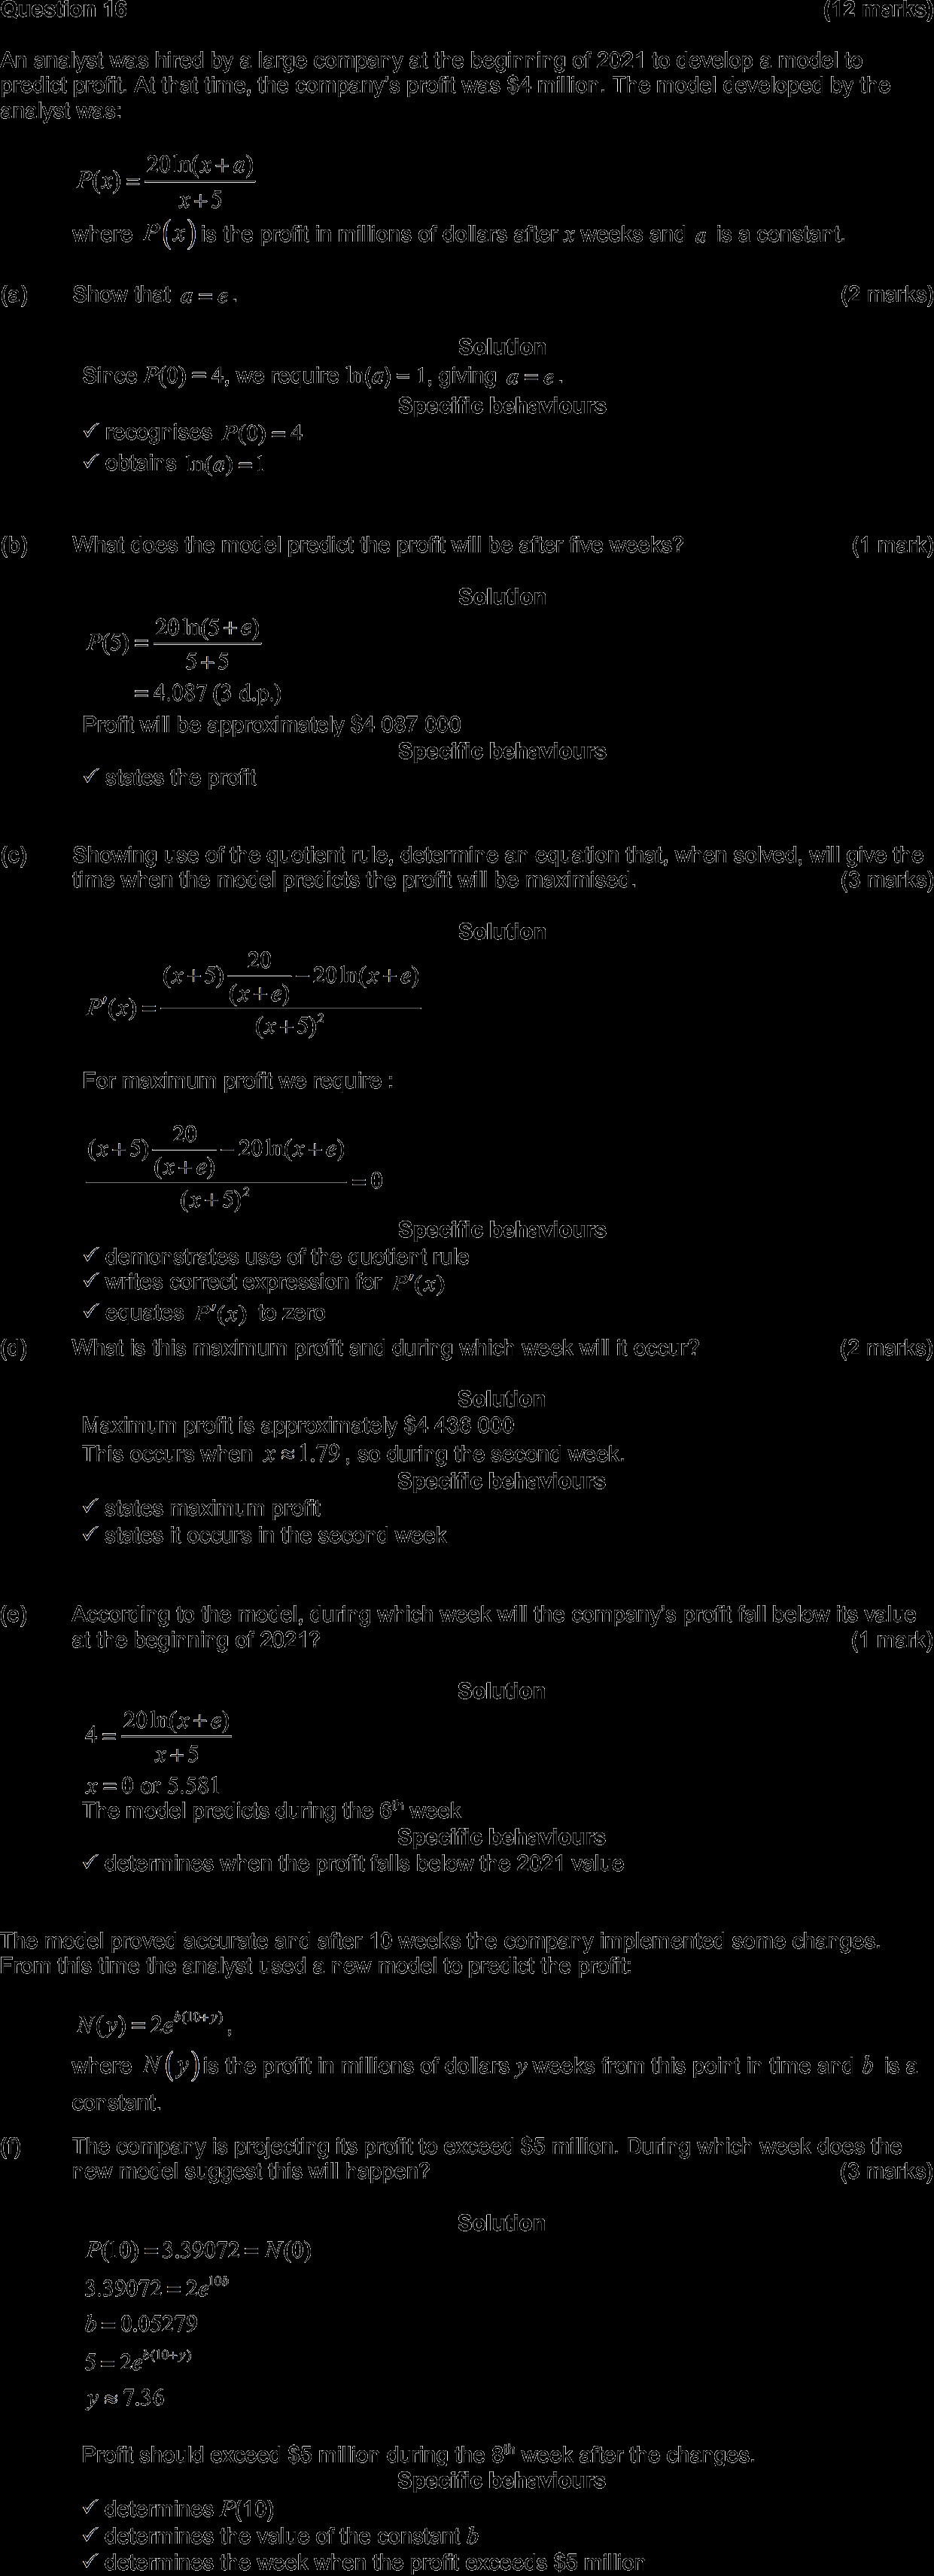 Question 16 (12 marks)
An analyst was hired by a large company at the beginning of 2021 to develop a model to
predict profit. At that time, the company's profit was $4 million. The model developed by the
analyst was:
P(x) = 20 ln(x + a) / (x + 5)
where P(x) is the profit in millions of dollars after x weeks and a is a constant.
(a) Show that a = e. (2 marks)
Solution
Since P(0) = 4, we require ln(a) = 1, giving a = e.
Specific behaviours
✓ recognises P(0) = 4
✓ obtains ln(a) = 1
(b) What does the model predict the profit will be after five weeks? (1 mark)
Solution
P(5) = 20 ln(5 + e) / (5 + 5)
= 4.087 (3 d.p.)
Profit will be approximately $4 087 000
Specific behaviours
✓ states the profit
(c) Showing use of the quotient rule, determine an equation that, when solved, will give the
time when the model predicts the profit will be maximised. (3 marks)
Solution
P′(x) = ((x + 5) 20/(x + e) − 20 ln(x + e)) / (x + 5)²
For maximum profit we require :
((x + 5) 20/(x + e) − 20 ln(x + e)) / (x + 5)² = 0
Specific behaviours
✓ demonstrates use of the quotient rule
✓ writes correct expression for P′(x)
✓ equates P′(x) to zero
(d) What is this maximum profit and during which week will it occur? (2 marks)
Solution
Maximum profit is approximately $4 436 000
This occurs when x ≈ 1.79, so during the second week.
Specific behaviours
✓ states maximum profit
✓ states it occurs in the second week
(e) According to the model, during which week will the company's profit fall below its value
at the beginning of 2021? (1 mark)
Solution
4 = 20 ln(x + e) / (x + 5)
x = 0 or 5.581
The model predicts during the 6th week
Specific behaviours
✓ determines when the profit falls below the 2021 value
The model proved accurate and after 10 weeks the company implemented some changes.
From this time the analyst used a new model to predict the profit:
N(y) = 2e^{b(10+y)},
where N(y) is the profit in millions of dollars y weeks from this point in time and b is a
constant.
(f) The company is projecting its profit to exceed $5 million. During which week does the
new model suggest this will happen? (3 marks)
Solution
P(10) = 3.39072 = N(0)
3.39072 = 2e^{10b}
b = 0.05279
5 = 2e^{b(10+y)}
y ≈ 7.36
Profit should exceed $5 million during the 8th week after the changes.
Specific behaviours
✓ determines P(10)
✓ determines the value of the constant b
✓ determines the week when the profit exceeds $5 million